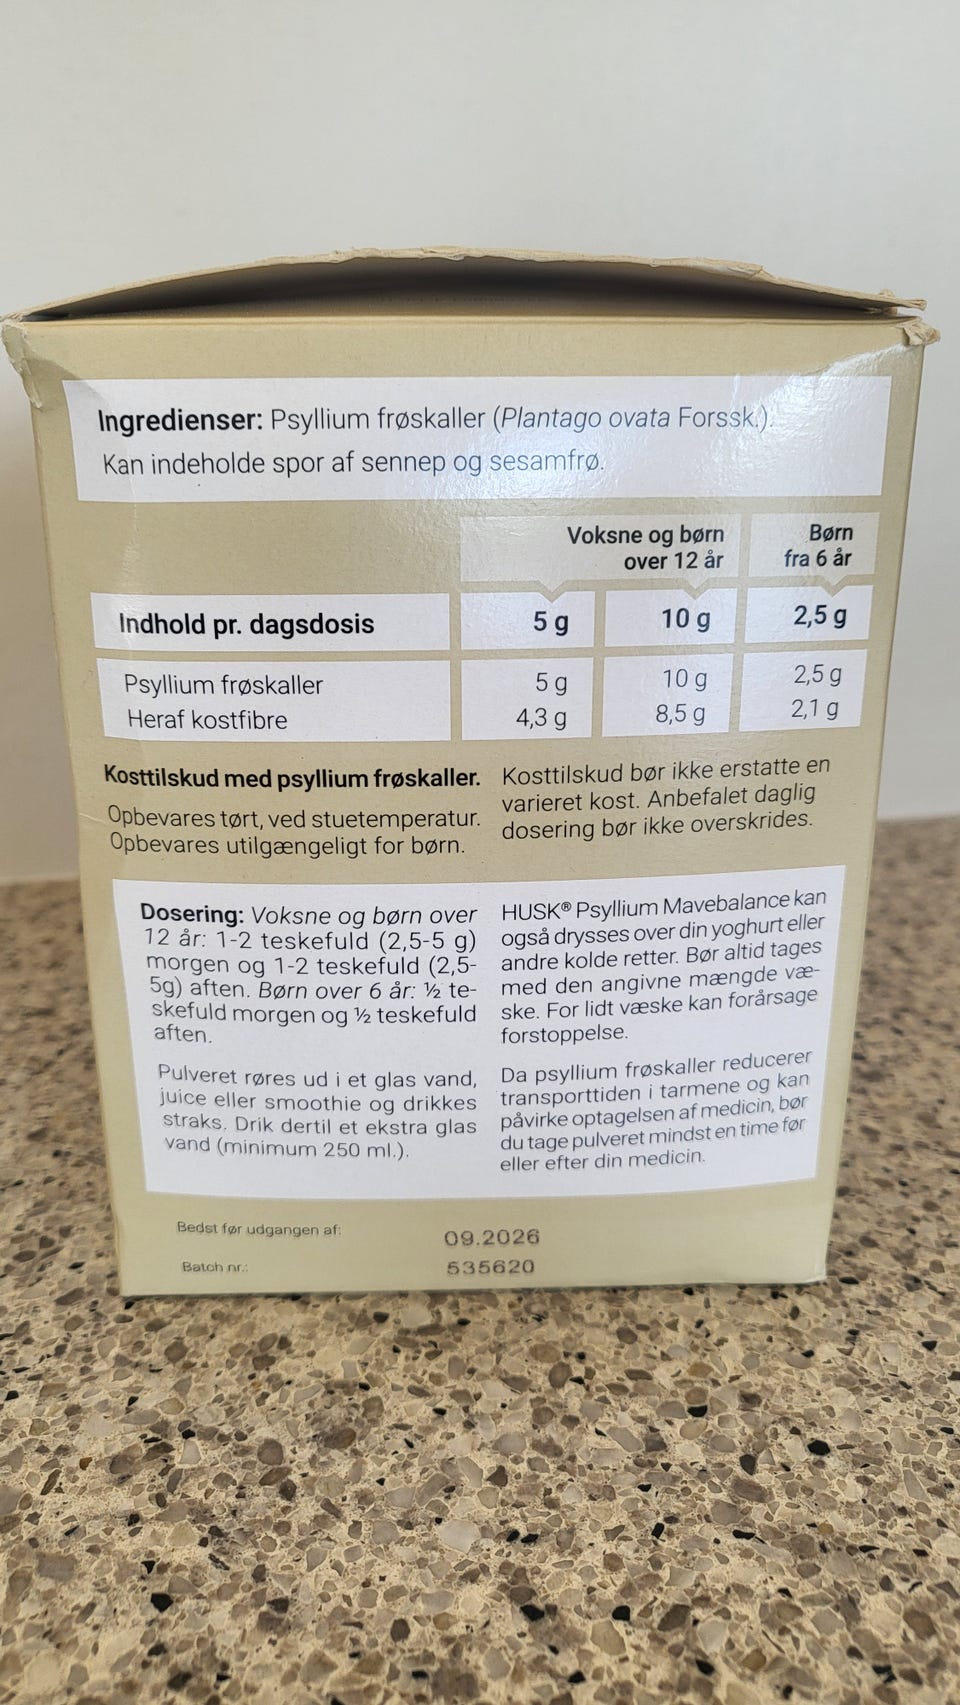 Ingredienser: Psyllium frøskaller (Plantago ovata Forssk.).
Kan indeholde spor af sennep og sesamfrø.
Voksne og børn
over 12 år
Børn
fra 6 år
Indhold pr. dagsdosis 5 g 10 g 2,5 g
Psyllium frøskaller 5 g 10 g 2,5 g
Heraf kostfibre 4,3 g 8,5 g 2,1 g
Kosttilskud med psyllium frøskaller.
Opbevares tørt, ved stuetemperatur.
Opbevares utilgængeligt for børn.
Kosttilskud bør ikke erstatte en
varieret kost. Anbefalet daglig
dosering bør ikke overskrides.
Dosering: Voksne og børn over
12 år: 1-2 teskefuld (2,5-5 g)
morgen og 1-2 teskefuld (2,5-
5g) aften. Børn over 6 år: ½ te-
skefuld morgen og ½ teskefuld
aften.
Pulveret røres ud i et glas vand,
juice eller smoothie og drikkes
straks. Drik dertil et ekstra glas
vand (minimum 250 ml.).
HUSK® Psyllium Mavebalance kan
også drysses over din yoghurt eller
andre kolde retter. Bør altid tages
med den angivne mængde væ-
ske. For lidt væske kan forårsage
forstoppelse.
Da psyllium frøskaller reducerer
transporttiden i tarmene og kan
påvirke optagelsen af medicin, bør
du tage pulveret mindst en time før
eller efter din medicin.
Bedst før udgangen af: 09.2026
Batch nr.: 535620